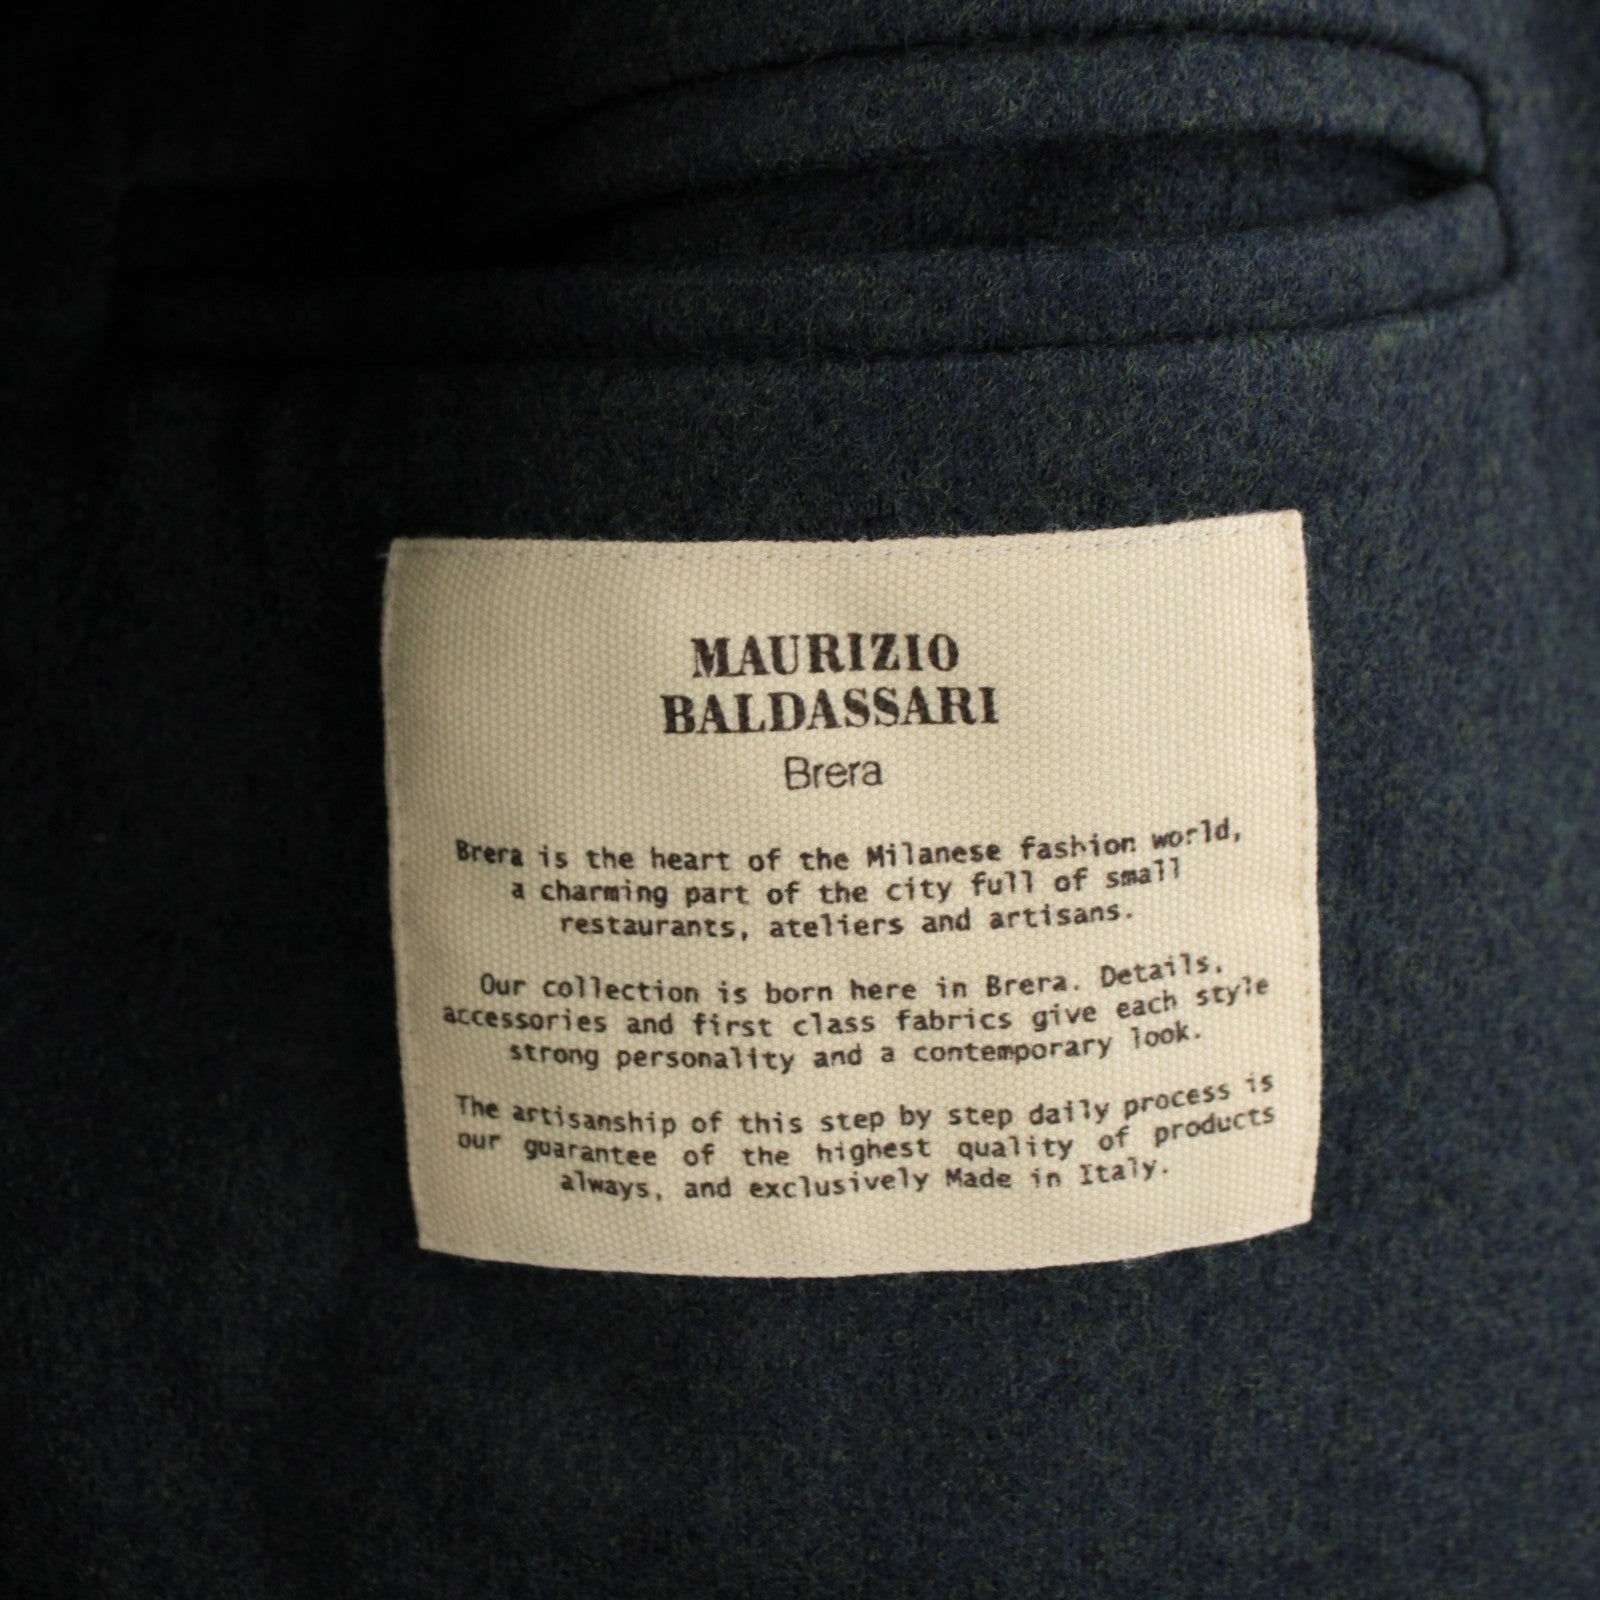 MAURIZIO
BALDASSARI
Brera
Brera is the heart of the Milanese fashion world,
a charming part of the city full of small
restaurants, ateliers and artisans.
Our collection is born here in Brera. Details,
accessories and first class fabrics give each style
strong personality and a contemporary look.
The artisanship of this step by step daily process is
our guarantee of the highest quality of products
always, and exclusively Made in Italy.